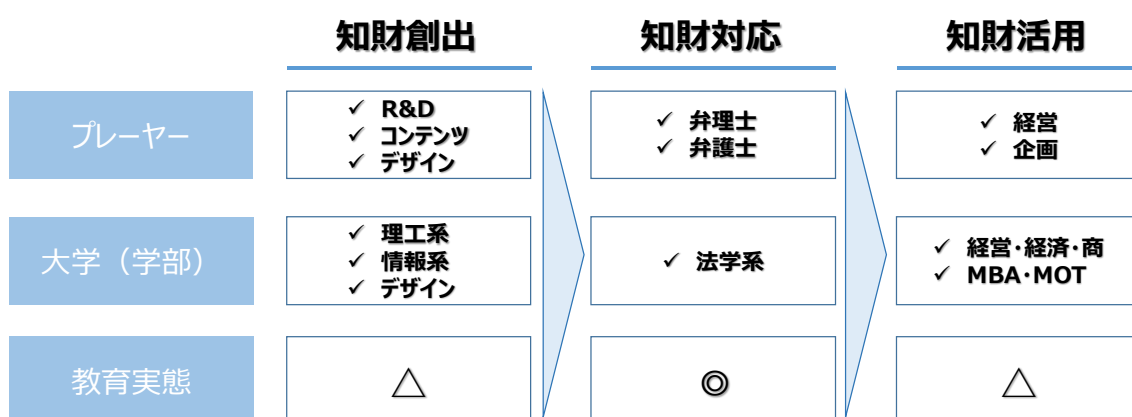 知財創出 知財対応 知財活用
プレーヤー
✓ R&D
✓ コンテンツ
✓ デザイン
✓ 弁理士
✓ 弁護士
✓ 経営
✓ 企画
大学（学部）
✓ 理工系
✓ 情報系
✓ デザイン
✓ 法学系
✓ 経営・経済・商
✓ MBA・MOT
教育実態
△ ◎ △